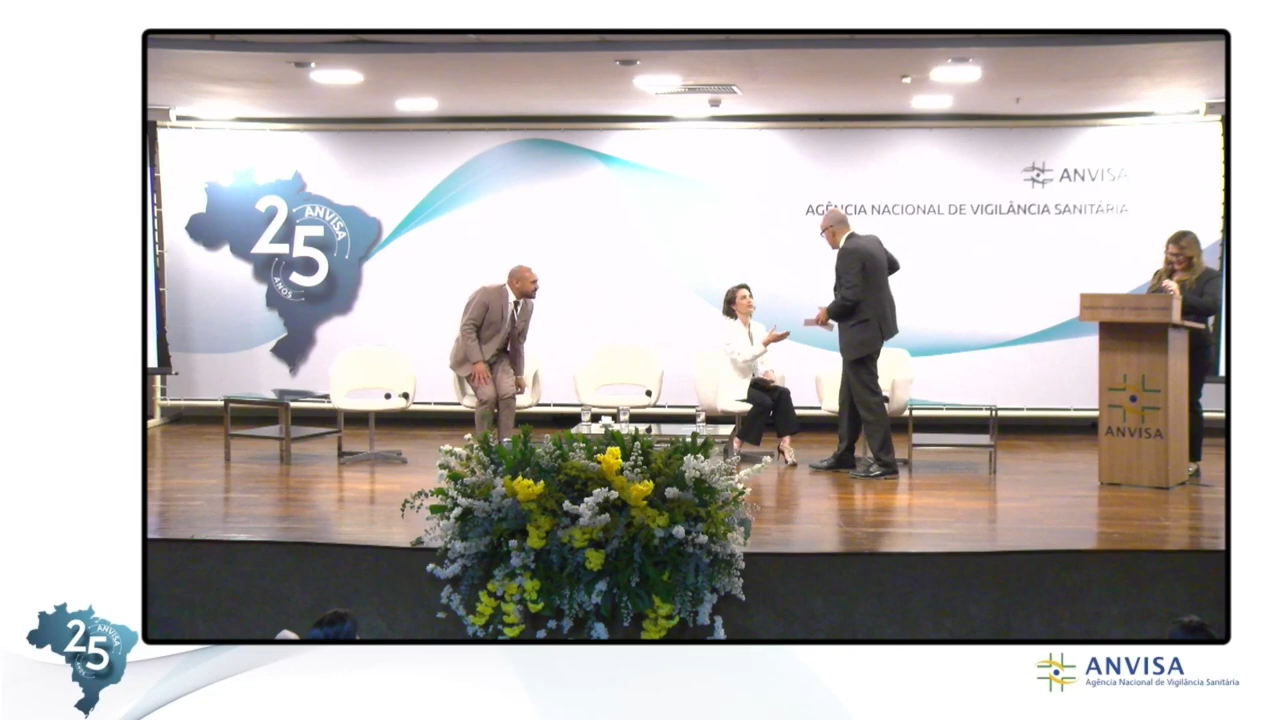 25
ANVISA
ANOS
ANVISA
AGÊNCIA NACIONAL DE VIGILÂNCIA SANITÁRIA
ANVISA
25
ANVISA
ANVISA
Agência Nacional de Vigilância Sanitária